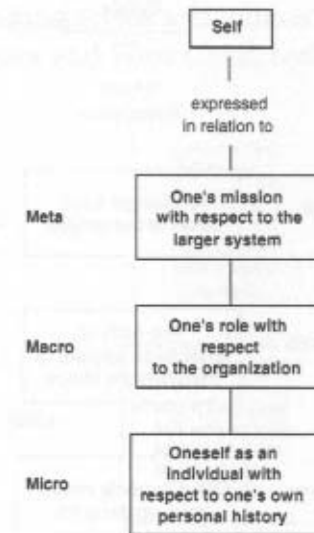 Self
expressed
in relation to
Meta
One's mission
with respect to the
larger system
Macro
One's role with
respect
to the organization
Micro
Oneself as an
individual with
respect to one's own
personal history